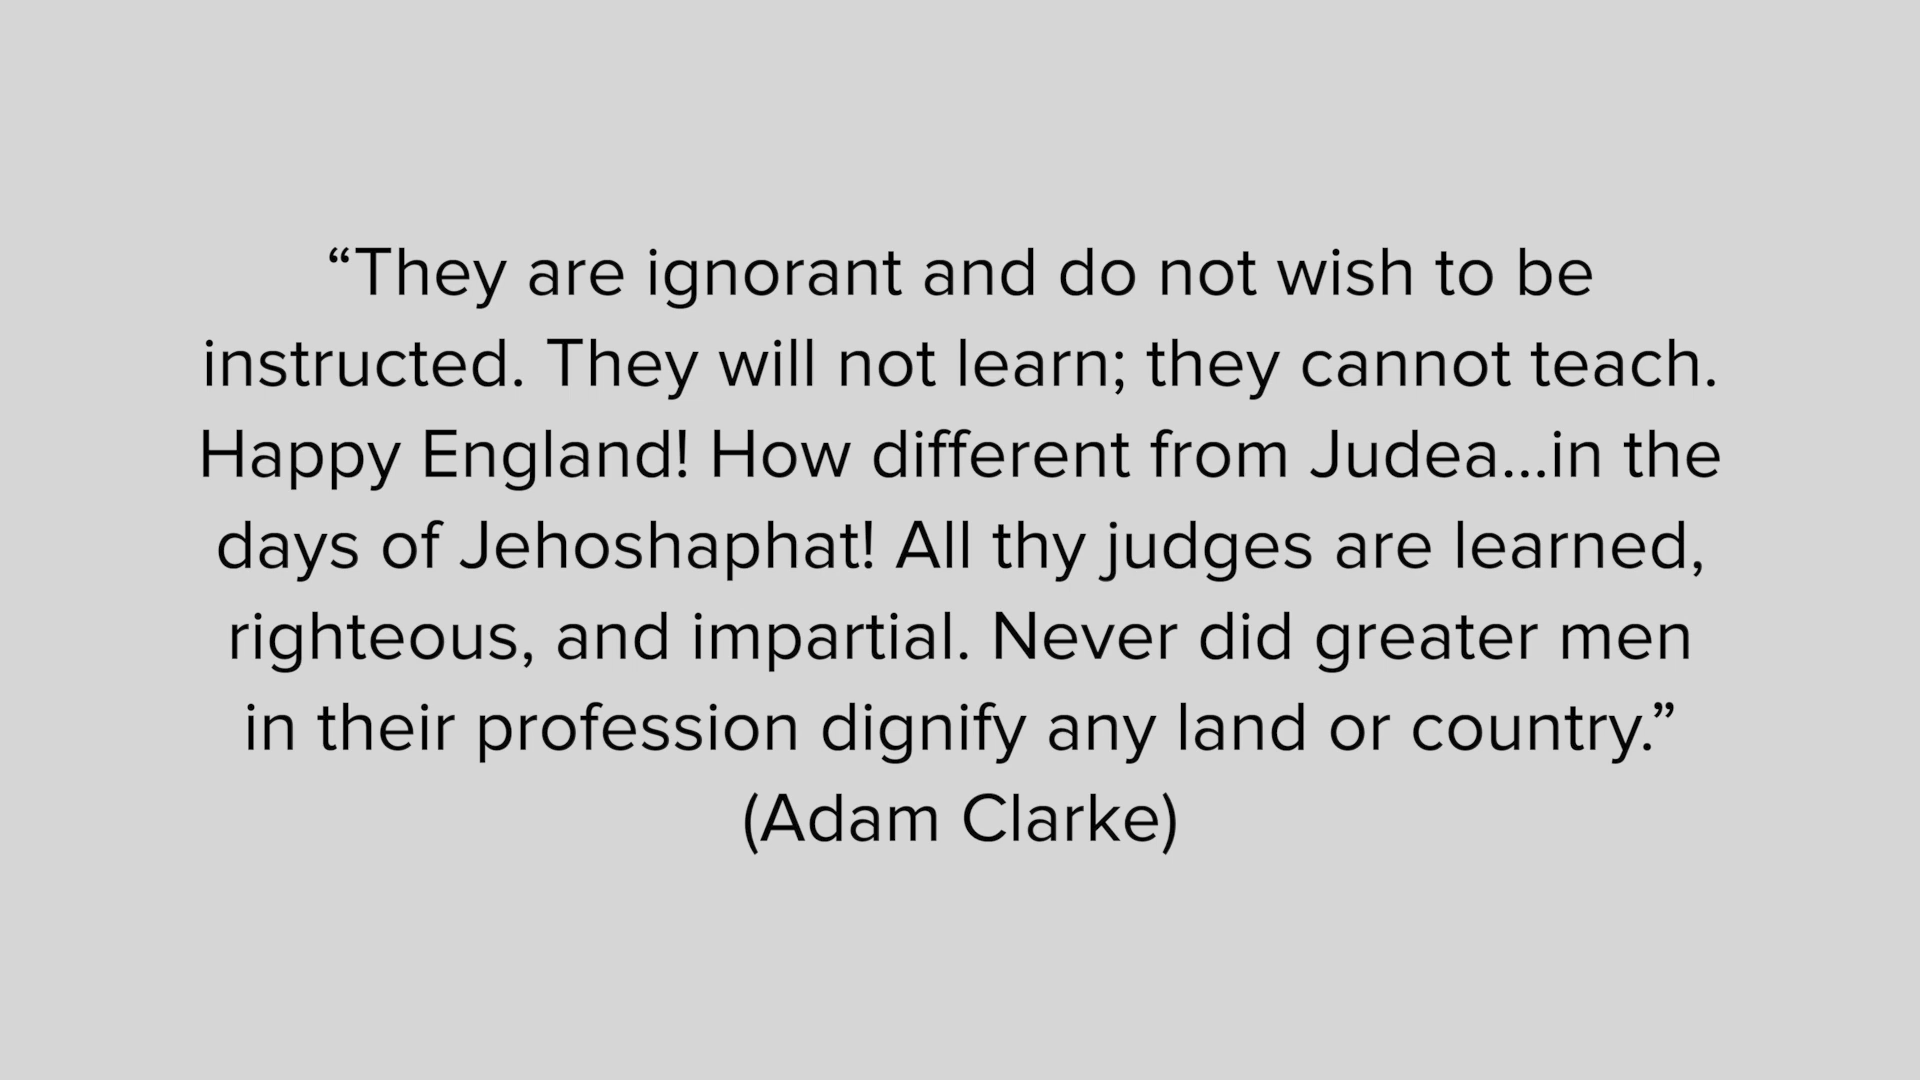 “They are ignorant and do not wish to be
instructed. They will not learn; they cannot teach.
Happy England! How different from Judea...in the
days of Jehoshaphat! All thy judges are learned,
righteous, and impartial. Never did greater men
in their profession dignify any land or country.”
(Adam Clarke)